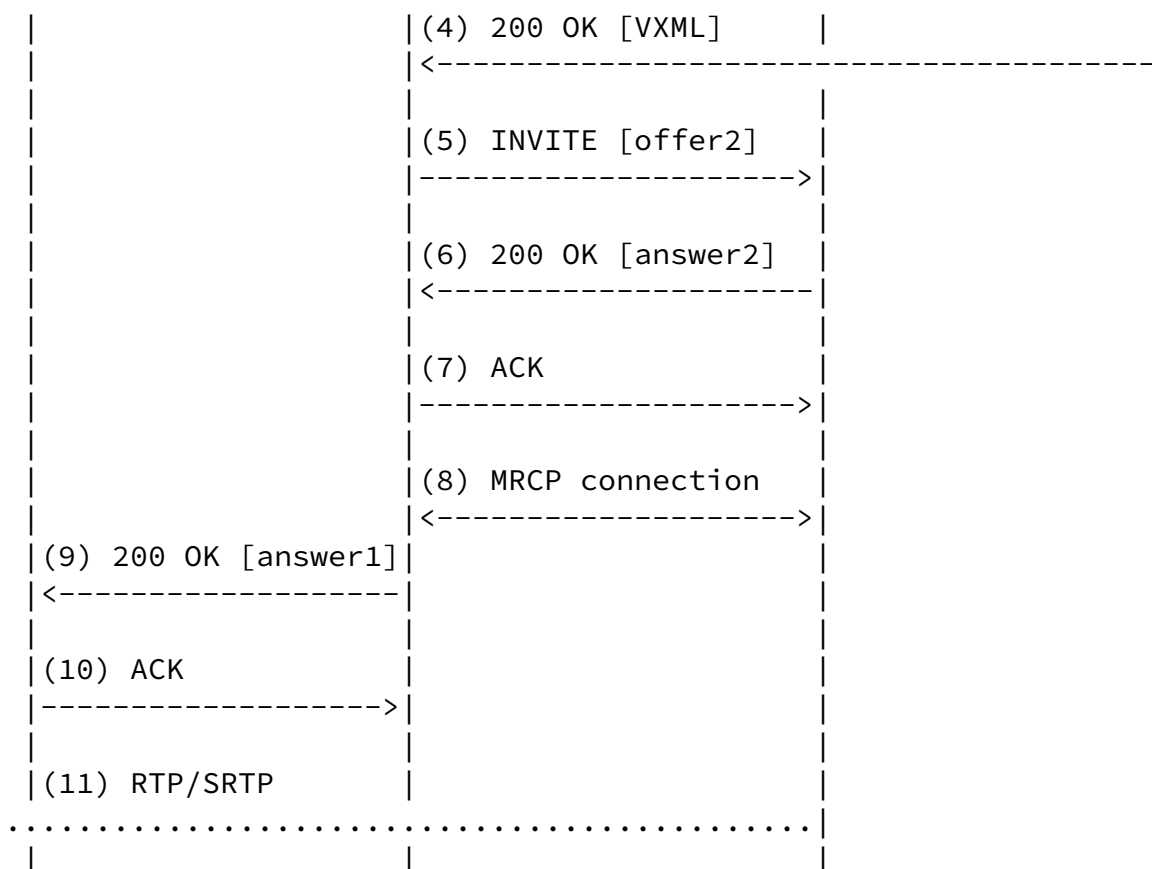 (4) 200 OK [VXML]
(5) INVITE [offer2]
(6) 200 OK [answer2]
(7) ACK
(8) MRCP connection
(9) 200 OK [answer1]
(10) ACK
(11) RTP/SRTP